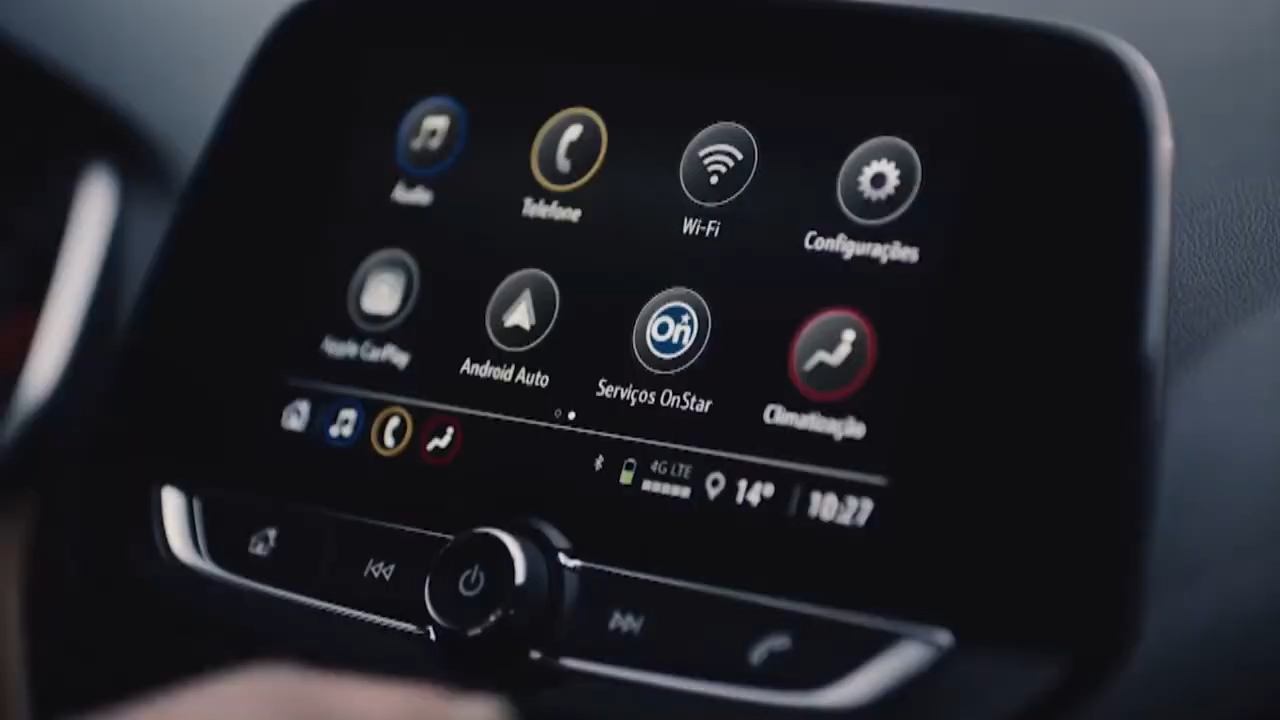 Áudio
Telefone
Wi-Fi
Configurações
Apple CarPlay
Android Auto
On
Serviços OnStar
Climatização
4G LTE
14°
10:27